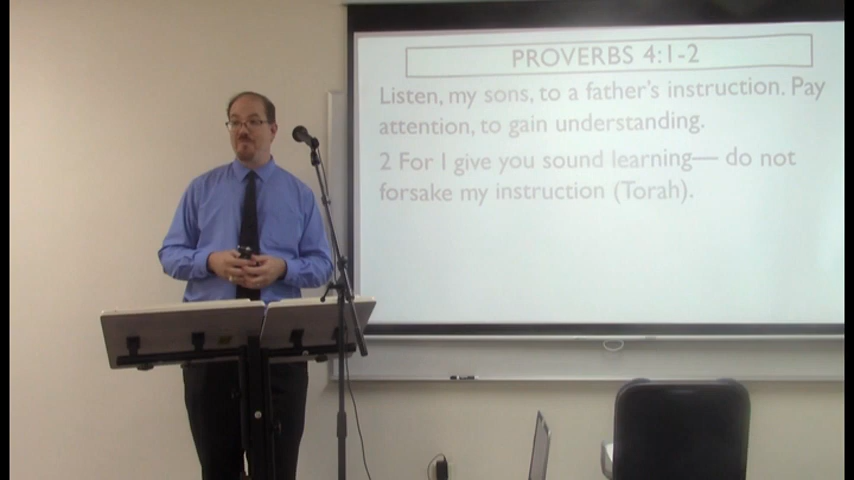 PROVERBS 4:1-2
Listen, my sons, to a father's instruction. Pay
attention, to gain understanding.
2 For I give you sound learning— do not
forsake my instruction (Torah).